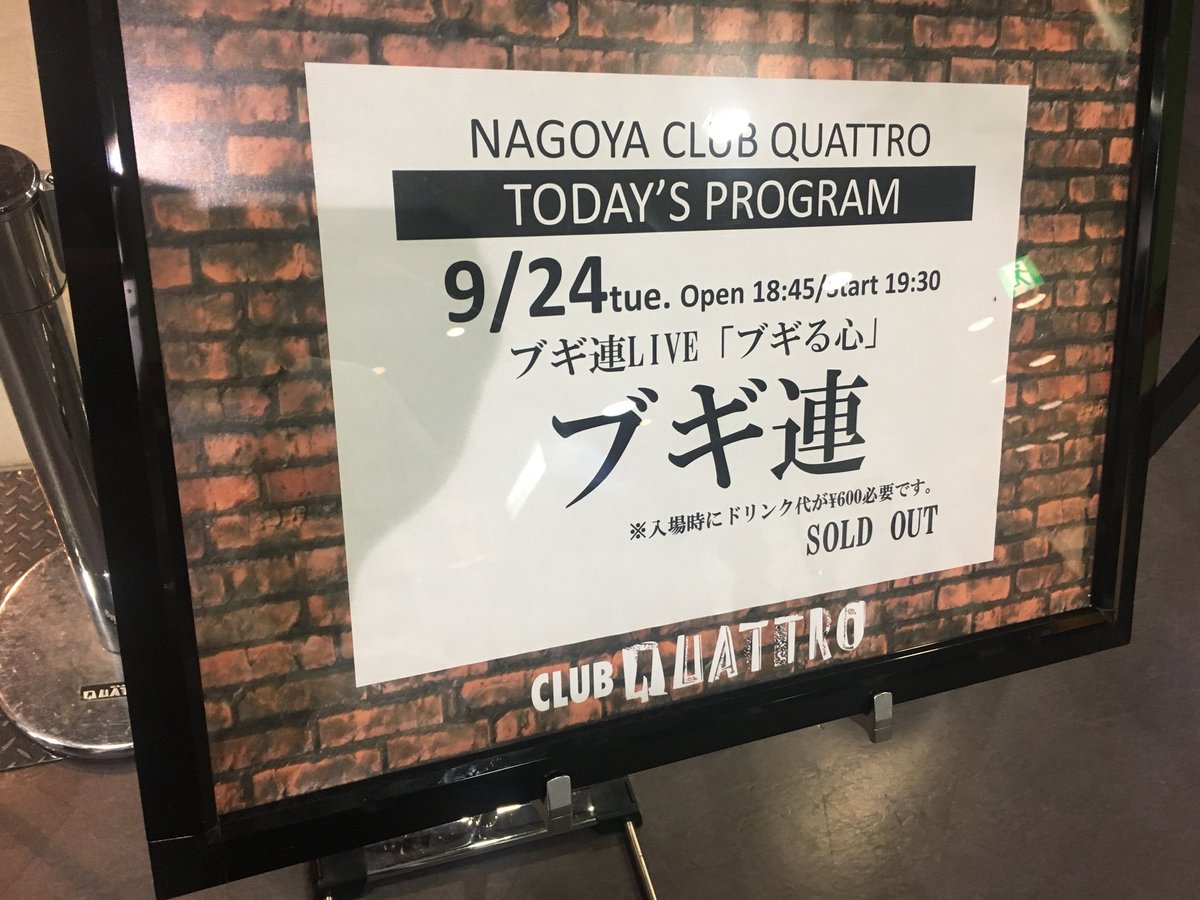 NAGOYA CLUB QUATTRO
TODAY'S PROGRAM
9/24tue. Open 18:45/Start 19:30
ブギ連LIVE「ブギる心」
ブギ連
※入場時にドリンク代が¥600必要です。
SOLD OUT
CLUB QUATTRO